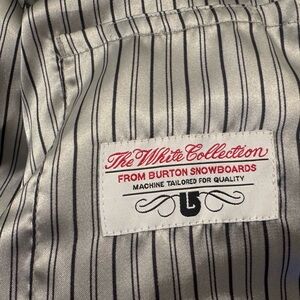 The White Collection
FROM BURTON SNOWBOARDS
MACHINE TAILORED FOR QUALITY